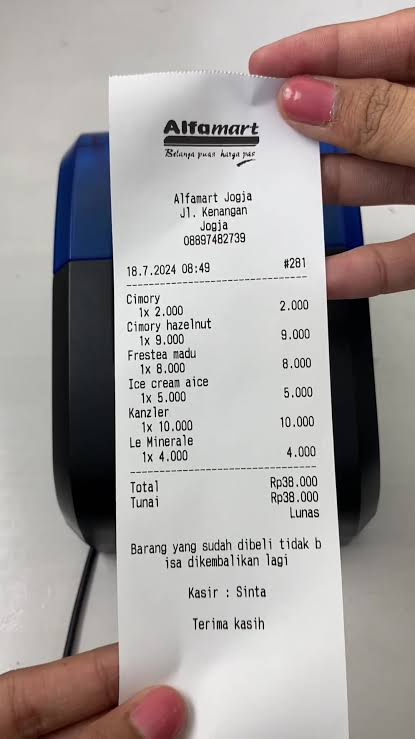 Alfamart
Belanja puas harga pas
Alfamart Jogja
Jl. Kenangan
Jogja
08897482739
18.7.2024 08:49 #281
Cimory
1x 2.000 2.000
Cimory hazelnut
1x 9.000 9.000
Frestea madu
1x 8.000 8.000
Ice cream aice
1x 5.000 5.000
Kanzler
1x 10.000 10.000
Le Minerale
1x 4.000 4.000
Total Rp38.000
Tunai Rp38.000
Lunas
Barang yang sudah dibeli tidak b
isa dikembalikan lagi
Kasir : Sinta
Terima kasih